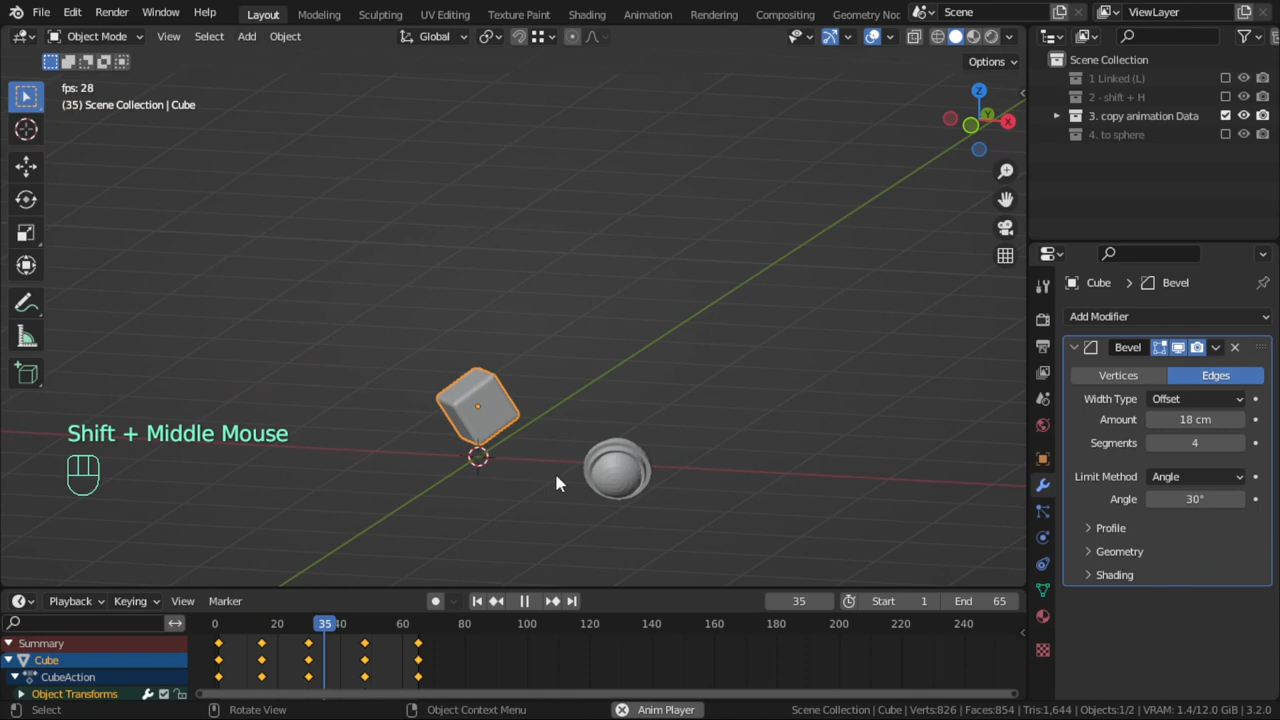 File Edit Render Window Help Layout Modeling Sculpting UV Editing Texture Paint Shading Animation Rendering Compositing Geometry Noc Scene ViewLayer
Object Mode View Select Add Object Global
Options
fps: 28
(35) Scene Collection | Cube
Z
Y
X
Shift + Middle Mouse
Scene Collection
1 Linked (L)
2 - shift + H
3. copy animation Data
4. to sphere
Cube Bevel
Add Modifier
Bevel
Vertices Edges
Width Type Offset
Amount 18 cm
Segments 4
Limit Method Angle
Angle 30°
Profile
Geometry
Shading
Playback Keying View Marker 35 Start 1 End 65
0 20 35 40 60 80 100 120 140 160 180 200 220 240
Summary
Cube
CubeAction
Object Transforms
Select Rotate View Object Context Menu Anim Player Scene Collection | Cube | Verts:826 | Faces:854 | Tris:1,644 | Objects:1/2 | VRAM: 1.4/12.0 GiB | 3.2.0